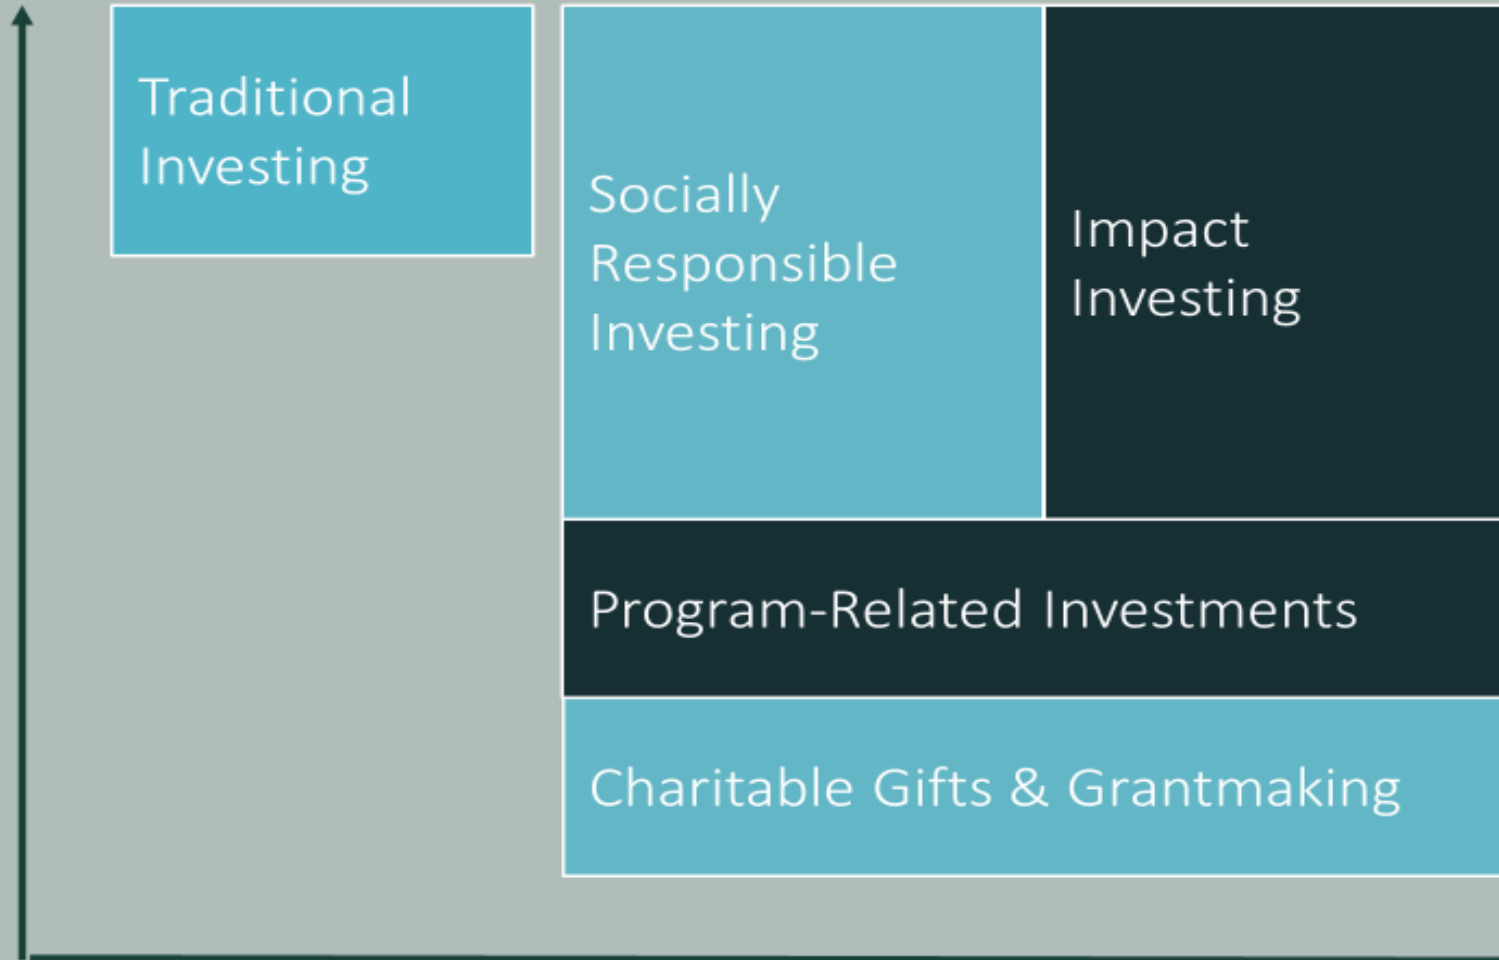 Traditional
Investing
Socially
Responsible
Investing
Impact
Investing
Program-Related Investments
Charitable Gifts & Grantmaking